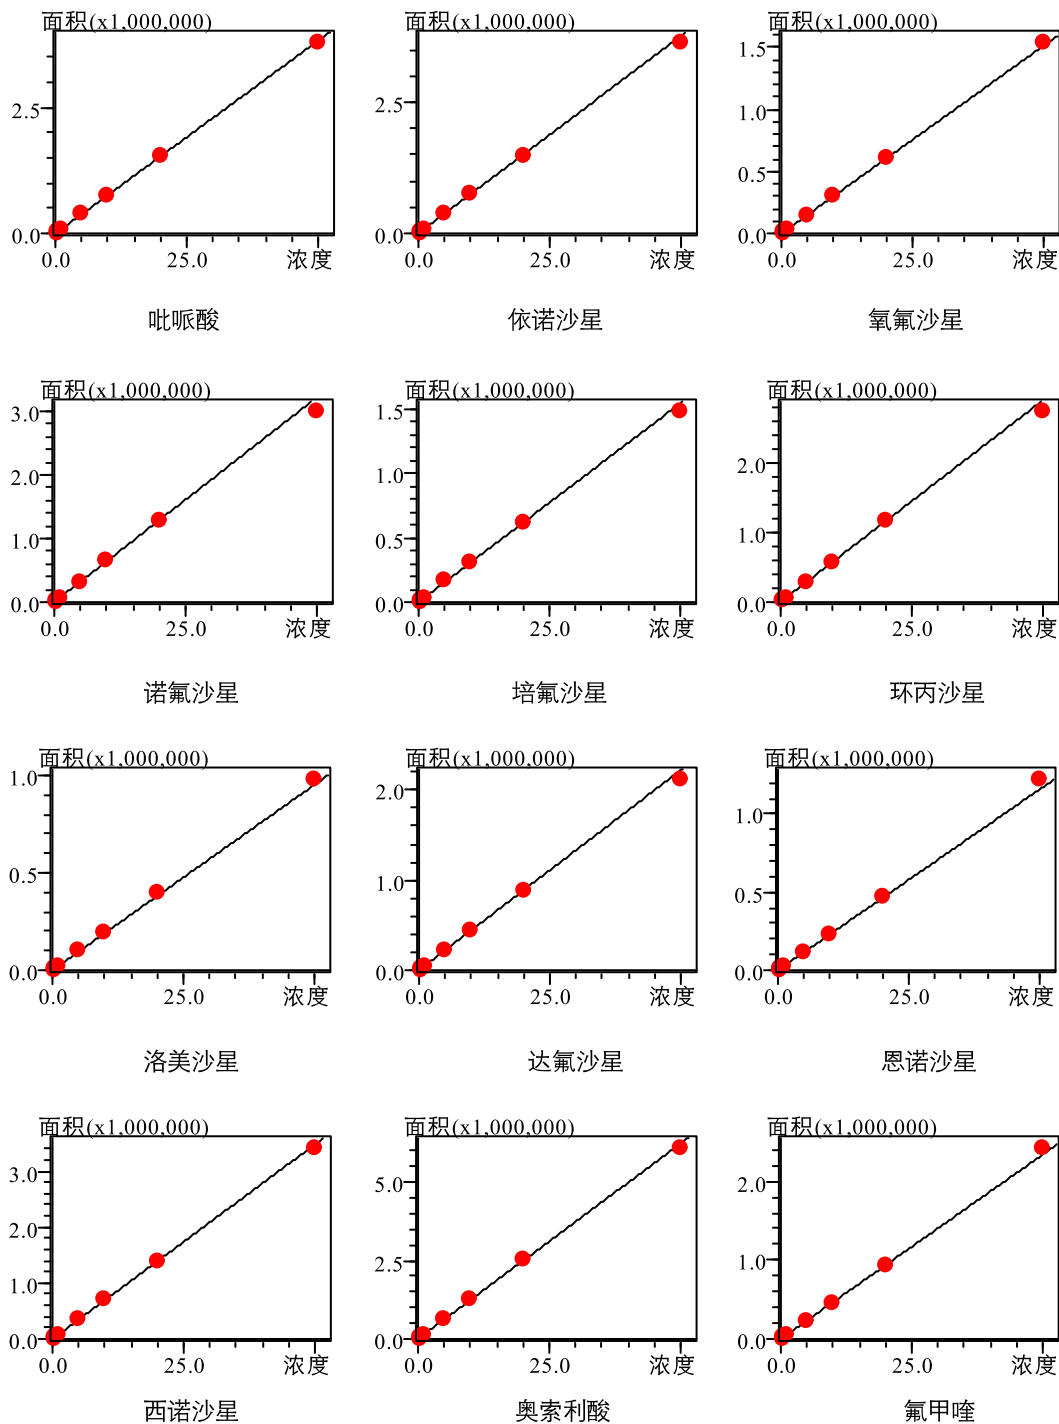 面积(x1,000,000) 面积(x1,000,000) 面积(x1,000,000)
1.5
2.5 2.5 1.0
0.5
0.0 0.0 0.0
0.0 25.0 浓度 0.0 25.0 浓度 0.0 25.0 浓度
吡哌酸 依诺沙星 氧氟沙星
面积(x1,000,000) 面积(x1,000,000) 面积(x1,000,000)
3.0 1.5
2.0 1.0 2.0
1.0 0.5 1.0
0.0 0.0 0.0
0.0 25.0 浓度 0.0 25.0 浓度 0.0 25.0 浓度
诺氟沙星 培氟沙星 环丙沙星
面积(x1,000,000) 面积(x1,000,000) 面积(x1,000,000)
1.0 2.0 1.0
0.5 1.0 0.5
0.0 0.0 0.0
0.0 25.0 浓度 0.0 25.0 浓度 0.0 25.0 浓度
洛美沙星 达氟沙星 恩诺沙星
面积(x1,000,000) 面积(x1,000,000) 面积(x1,000,000)
3.0 5.0 2.0
2.0 2.5 1.0
1.0
0.0 0.0 0.0
0.0 25.0 浓度 0.0 25.0 浓度 0.0 25.0 浓度
西诺沙星 奥索利酸 氟甲喹